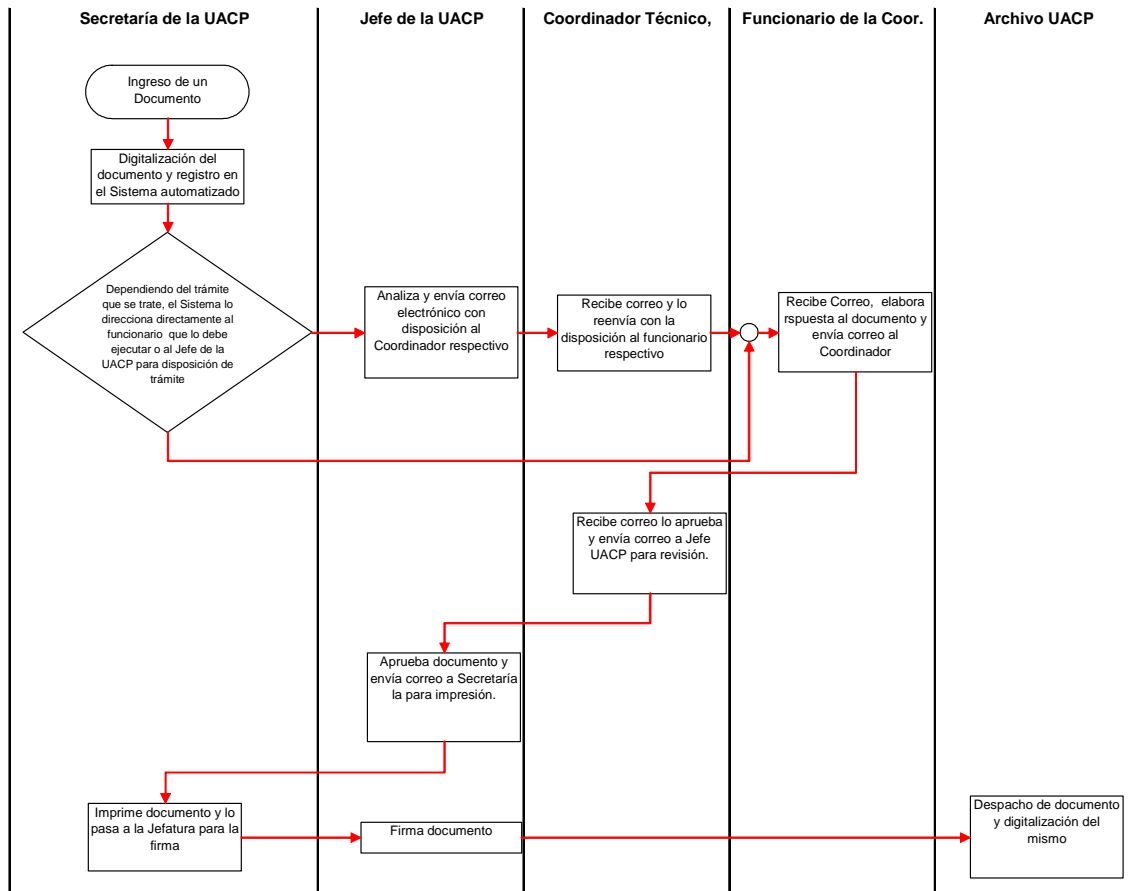 Secretaría de la UACP
Jefe de la UACP
Coordinador Técnico,
Funcionario de la Coor.
Archivo UACP
Ingreso de un
Documento
Digitalización del
documento y registro en
el Sistema automatizado
Dependiendo del trámite
que se trate, el Sistema lo
direcciona directamente al
funcionario que lo debe
ejecutar o al Jefe de la
UACP para disposición de
trámite
Analiza y envía correo
electrónico con
disposición al
Coordinador respectivo
Recibe correo y lo
reenvía con la
disposición al funcionario
respectivo
Recibe Correo, elabora
rspuesta al documento y
envía correo al
Coordinador
Recibe correo lo aprueba
y envía correo a Jefe
UACP para revisión.
Aprueba documento y
envía correo a Secretaría
la para impresión.
Imprime documento y lo
pasa a la Jefatura para la
firma
Firma documento
Despacho de documento
y digitalización del
mismo